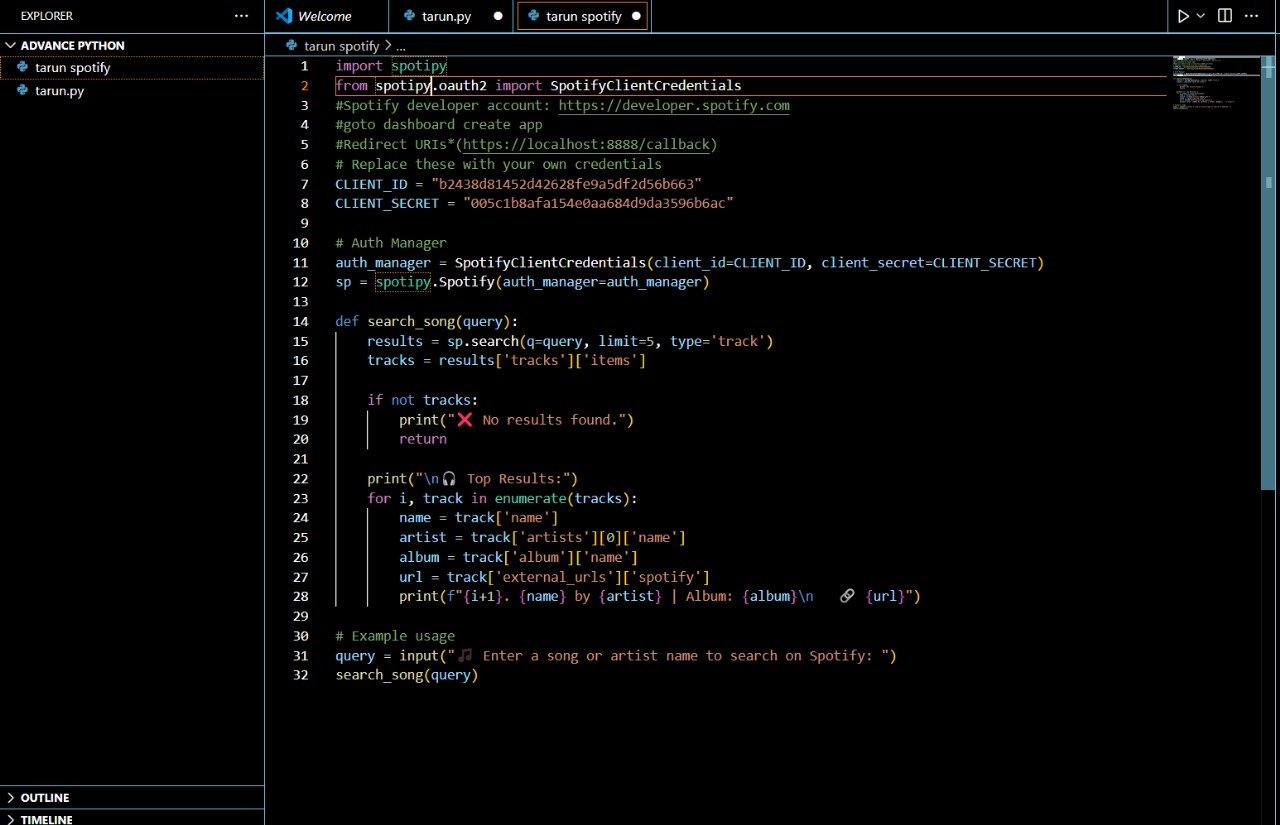 EXPLORER ...
Welcome
tarun.py
tarun spotify
ADVANCE PYTHON
tarun spotify
tarun.py
tarun spotify > ...
1 import spotipy
2 from spotipy.oauth2 import SpotifyClientCredentials
3 #Spotify developer account: https://developer.spotify.com
4 #goto dashboard create app
5 #Redirect URIs*(https://localhost:8888/callback)
6 # Replace these with your own credentials
7 CLIENT_ID = "b2438d81452d42628fe9a5df2d56b663"
8 CLIENT_SECRET = "005c1b8afa154e0aa684d9da3596b6ac"
9
10 # Auth Manager
11 auth_manager = SpotifyClientCredentials(client_id=CLIENT_ID, client_secret=CLIENT_SECRET)
12 sp = spotipy.Spotify(auth_manager=auth_manager)
13
14 def search_song(query):
15     results = sp.search(q=query, limit=5, type='track')
16     tracks = results['tracks']['items']
17
18     if not tracks:
19         print("❌ No results found.")
20         return
21
22     print("\n🎧 Top Results:")
23     for i, track in enumerate(tracks):
24         name = track['name']
25         artist = track['artists'][0]['name']
26         album = track['album']['name']
27         url = track['external_urls']['spotify']
28         print(f"{i+1}. {name} by {artist} | Album: {album}\n   🔗 {url}")
29
30 # Example usage
31 query = input("🎵 Enter a song or artist name to search on Spotify: ")
32 search_song(query)
OUTLINE
TIMELINE